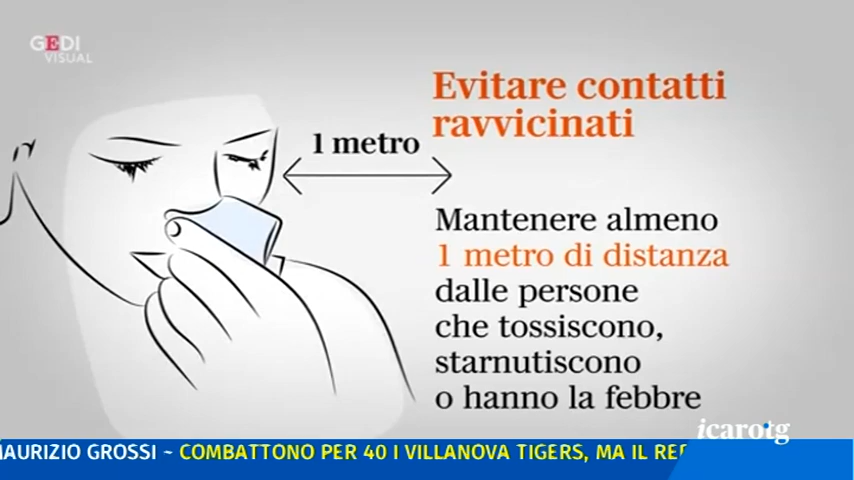 GEDI
VISUAL
Evitare contatti
ravvicinati
1 metro
Mantenere almeno
1 metro di distanza
dalle persone
che tossiscono,
starnutiscono
o hanno la febbre
icarotg
MAURIZIO GROSSI ~ COMBATTONO PER 40 I VILLANOVA TIGERS, MA IL